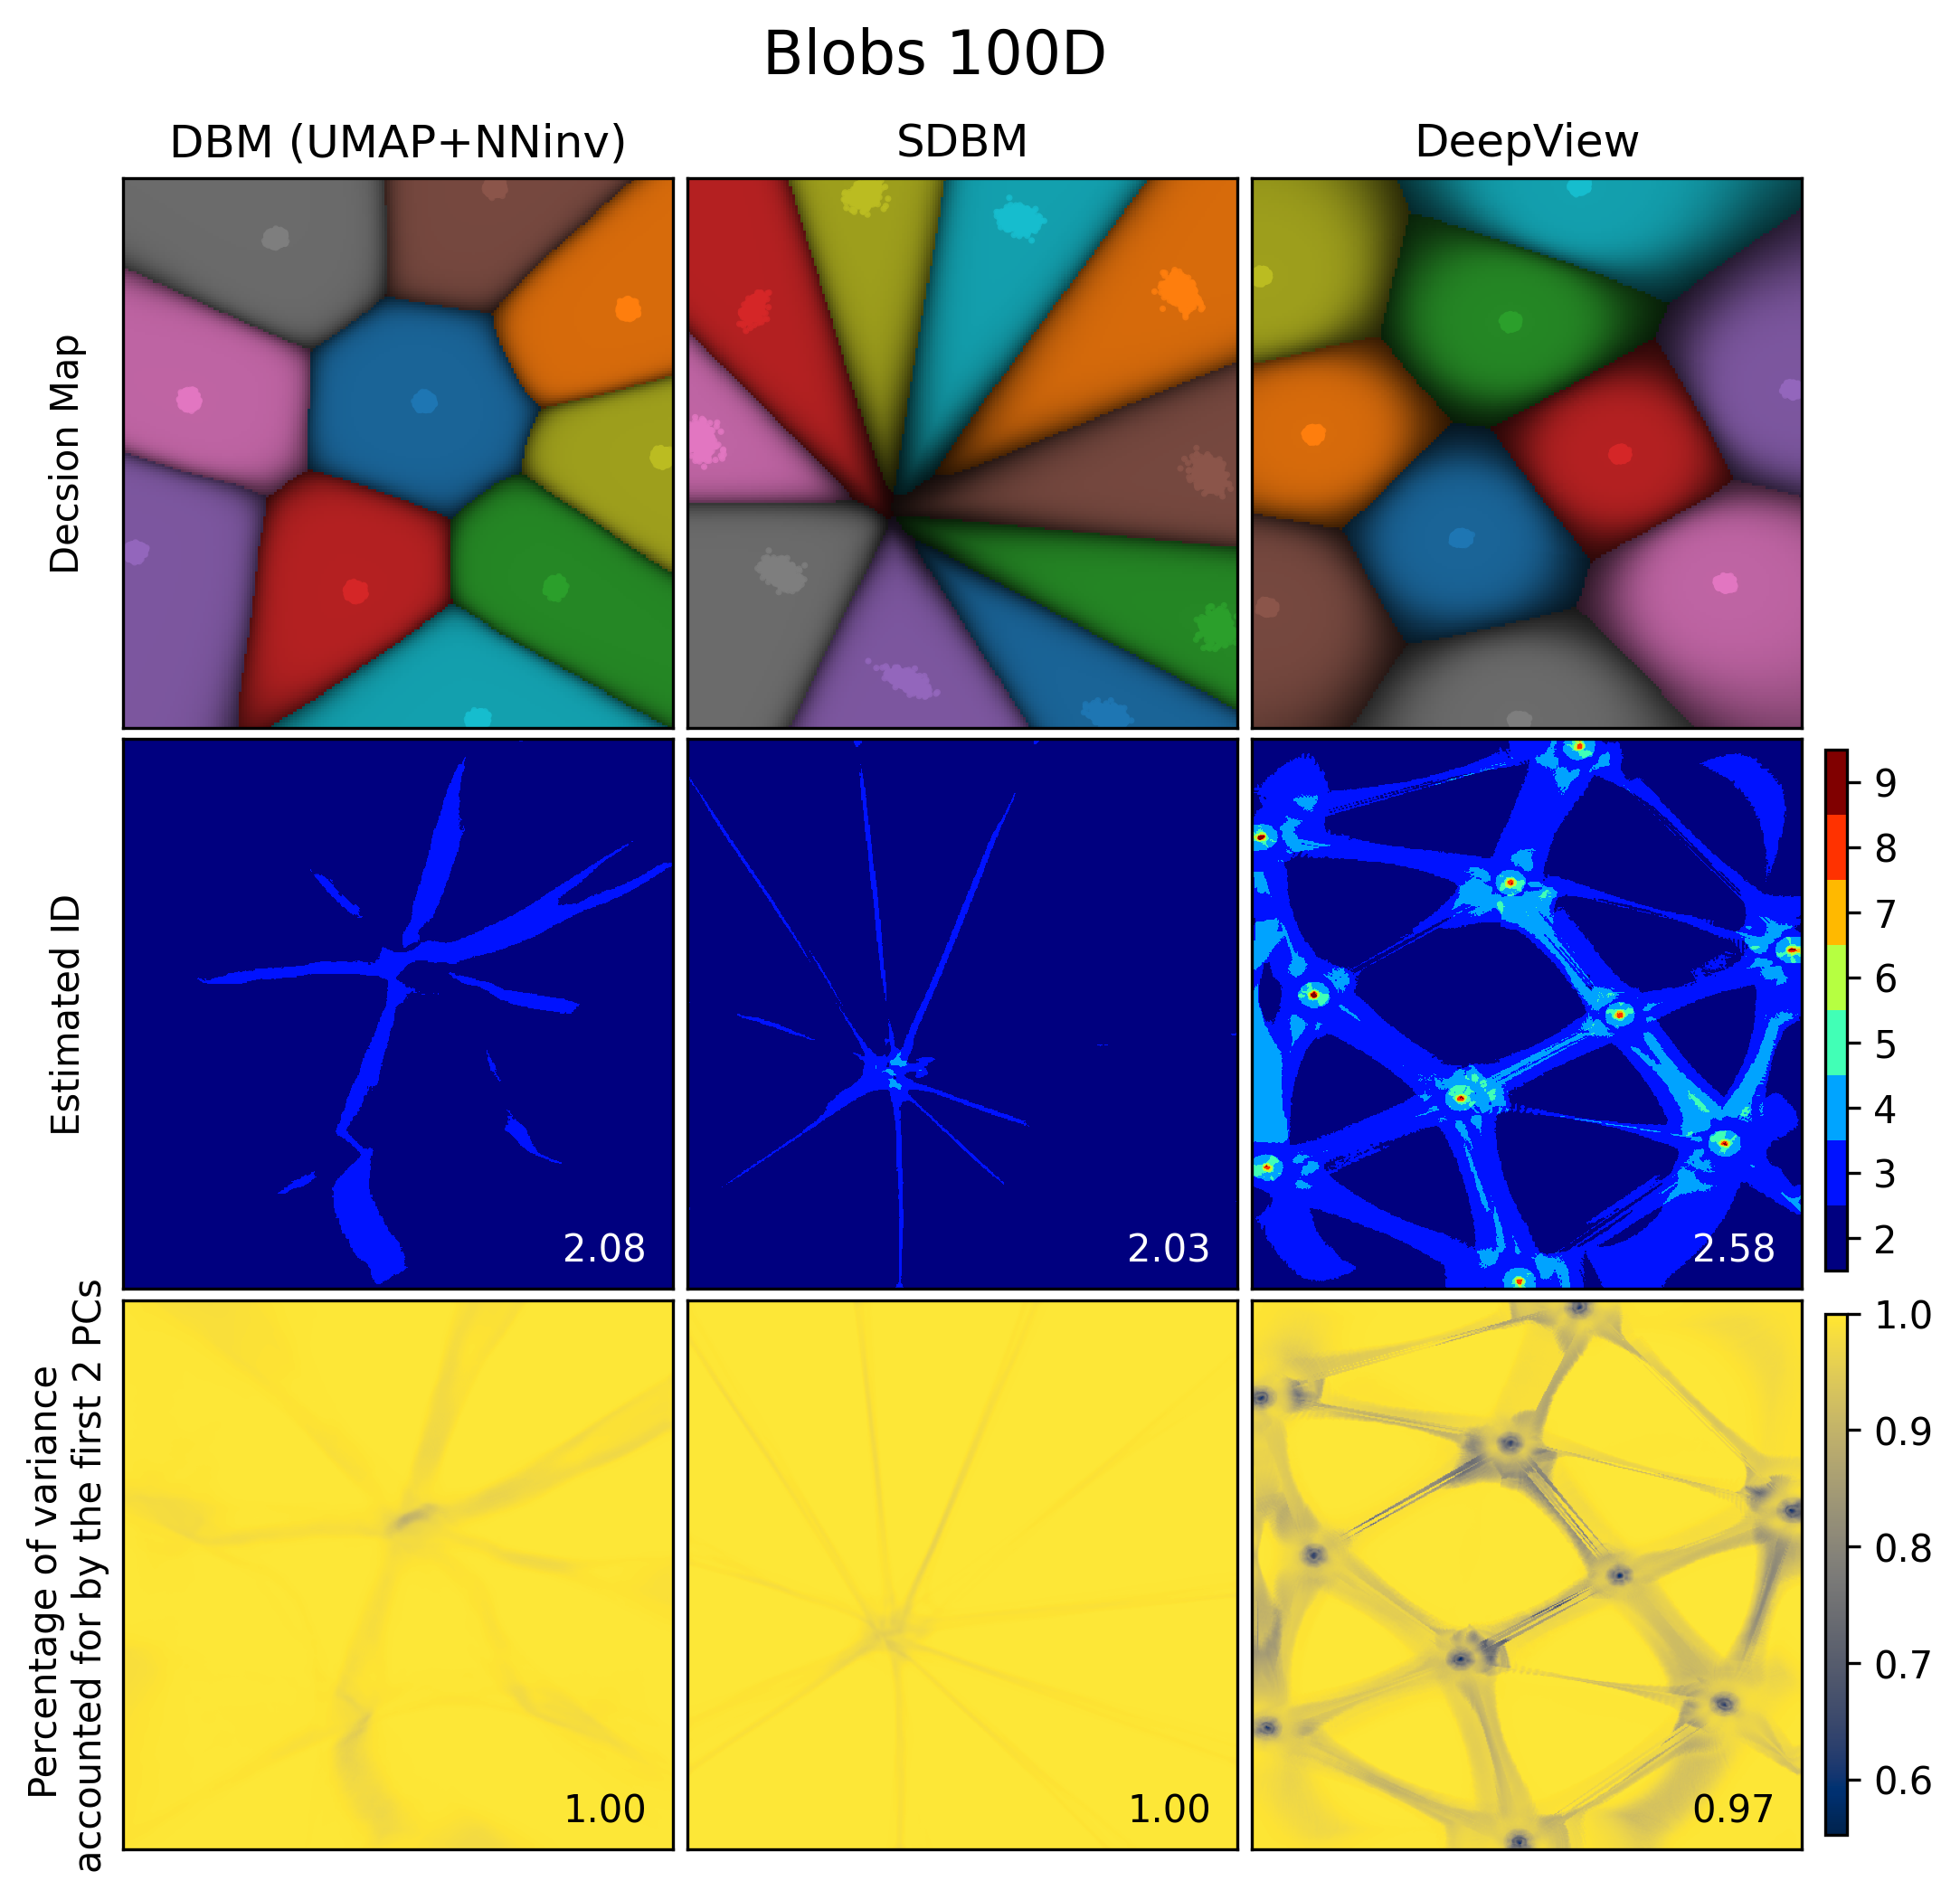 Blobs 100D
DBM (UMAP+NNinv)
SDBM
DeepView
Decsion Map
Estimated ID
2.08
2.03
2.58
9
8
7
6
5
4
3
2
Percentage of variance
accounted for by the first 2 PCs
1.00
1.00
0.97
1.0
0.9
0.8
0.7
0.6